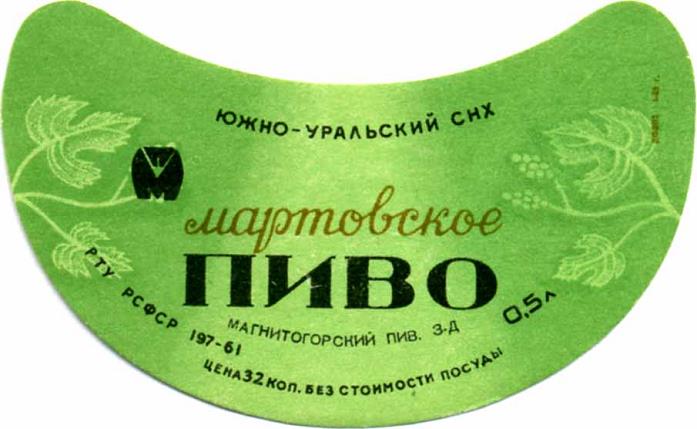 ЮЖНО-УРАЛЬСКИЙ СНХ
мартовское
ПИВО
МАГНИТОГОРСКИЙ ПИВ. З-Д
0,5л
РТУ РСФСР 197-61
ЦЕНА 32 КОП. БЕЗ СТОИМОСТИ ПОСУДЫ